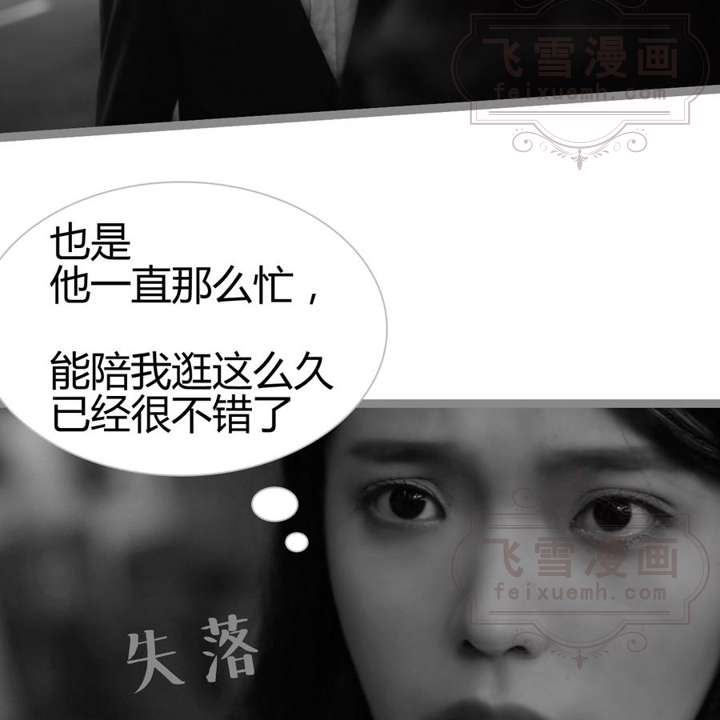 飞雪漫画
feixuemh.com
也是
他一直那么忙，
能陪我逛这么久
已经很不错了
飞雪漫画
feixuemh.com
失落